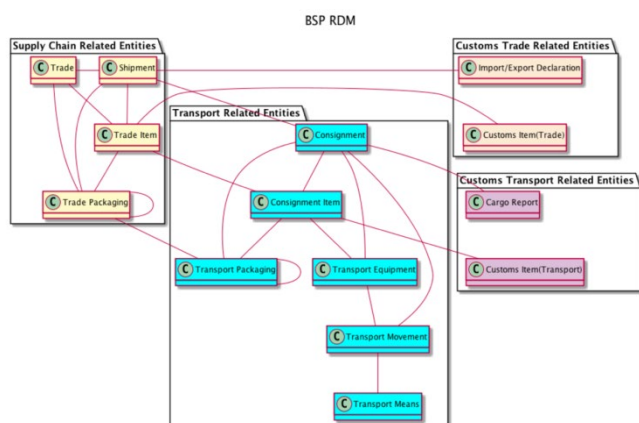 BSP RDM
Supply Chain Related Entities
C Trade
C Shipment
C Trade Item
C Trade Packaging
Transport Related Entities
C Consignment
C Consignment Item
C Transport Packaging
C Transport Equipment
C Transport Movement
C Transport Means
Customs Trade Related Entities
C Import/Export Declaration
C Customs Item(Trade)
Customs Transport Related Entities
C Cargo Report
C Customs Item(Transport)